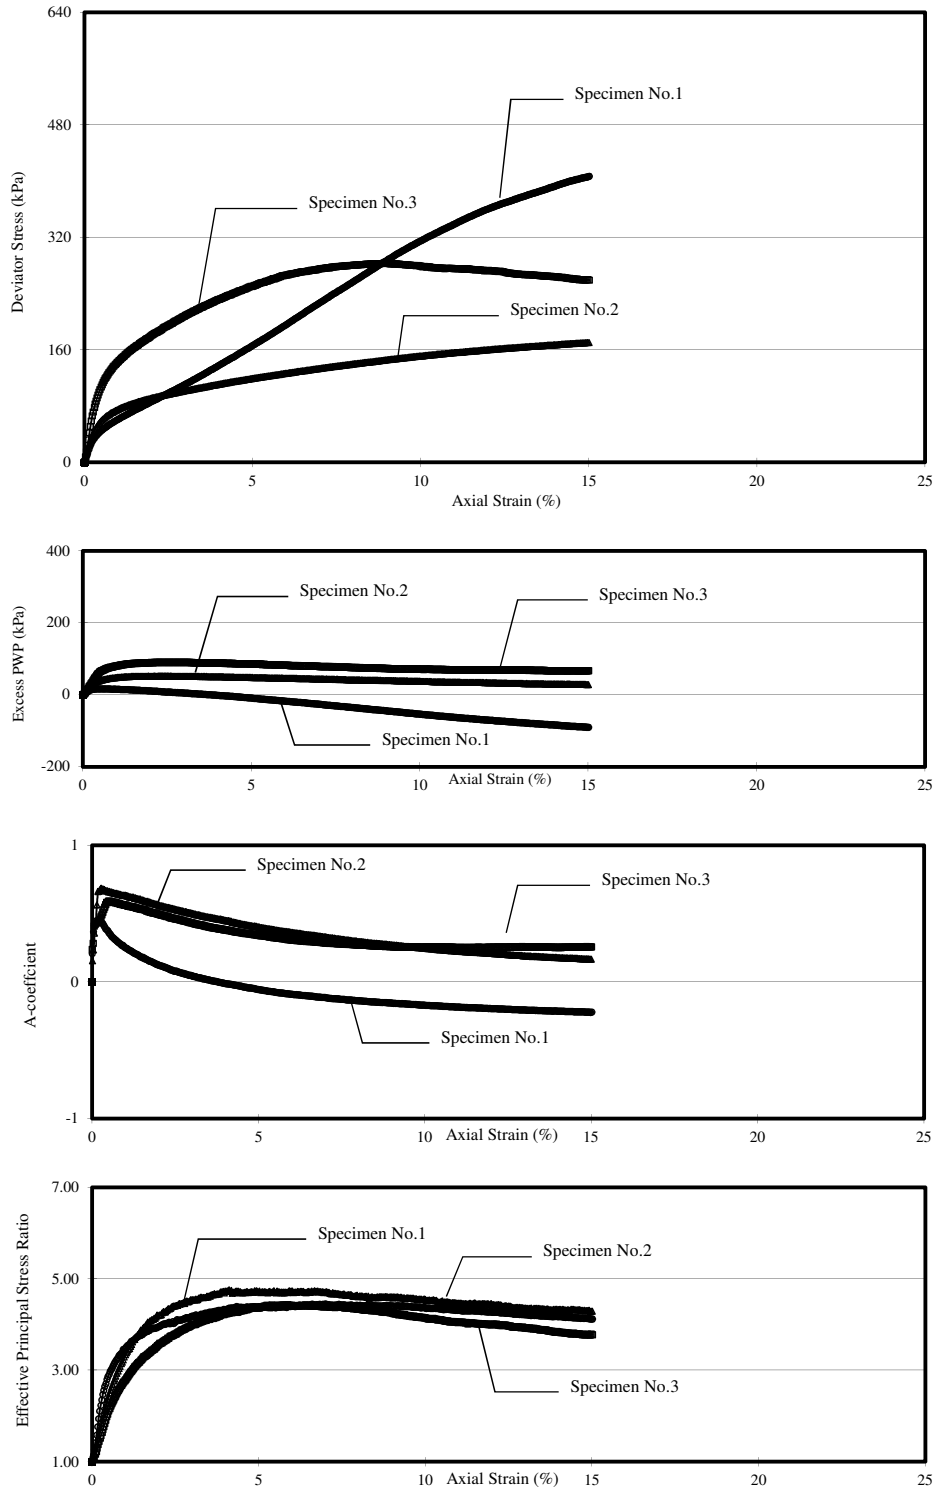 640
Specimen No.1
480
Specimen No.3
Deviator Stress (kPa)
320
Specimen No.2
160
0
0 5 10 15 20 25
Axial Strain (%)
400
Specimen No.2
Specimen No.3
200
Excess PWP (kPa)
0
Specimen No.1
-200
0 5 10 15 20 25
Axial Strain (%)
1
Specimen No.2
Specimen No.3
A-coeffcient
0
Specimen No.1
-1
0 5 10 15 20 25
Axial Strain (%)
7.00
Specimen No.1
Specimen No.2
5.00
Effective Principal Stress Ratio
3.00
Specimen No.3
1.00
0 5 10 15 20 25
Axial Strain (%)